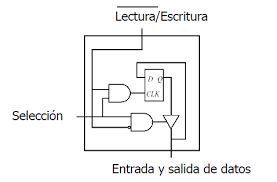 Lectura/Escritura
D Q
CLK
Selección
Entrada y salida de datos